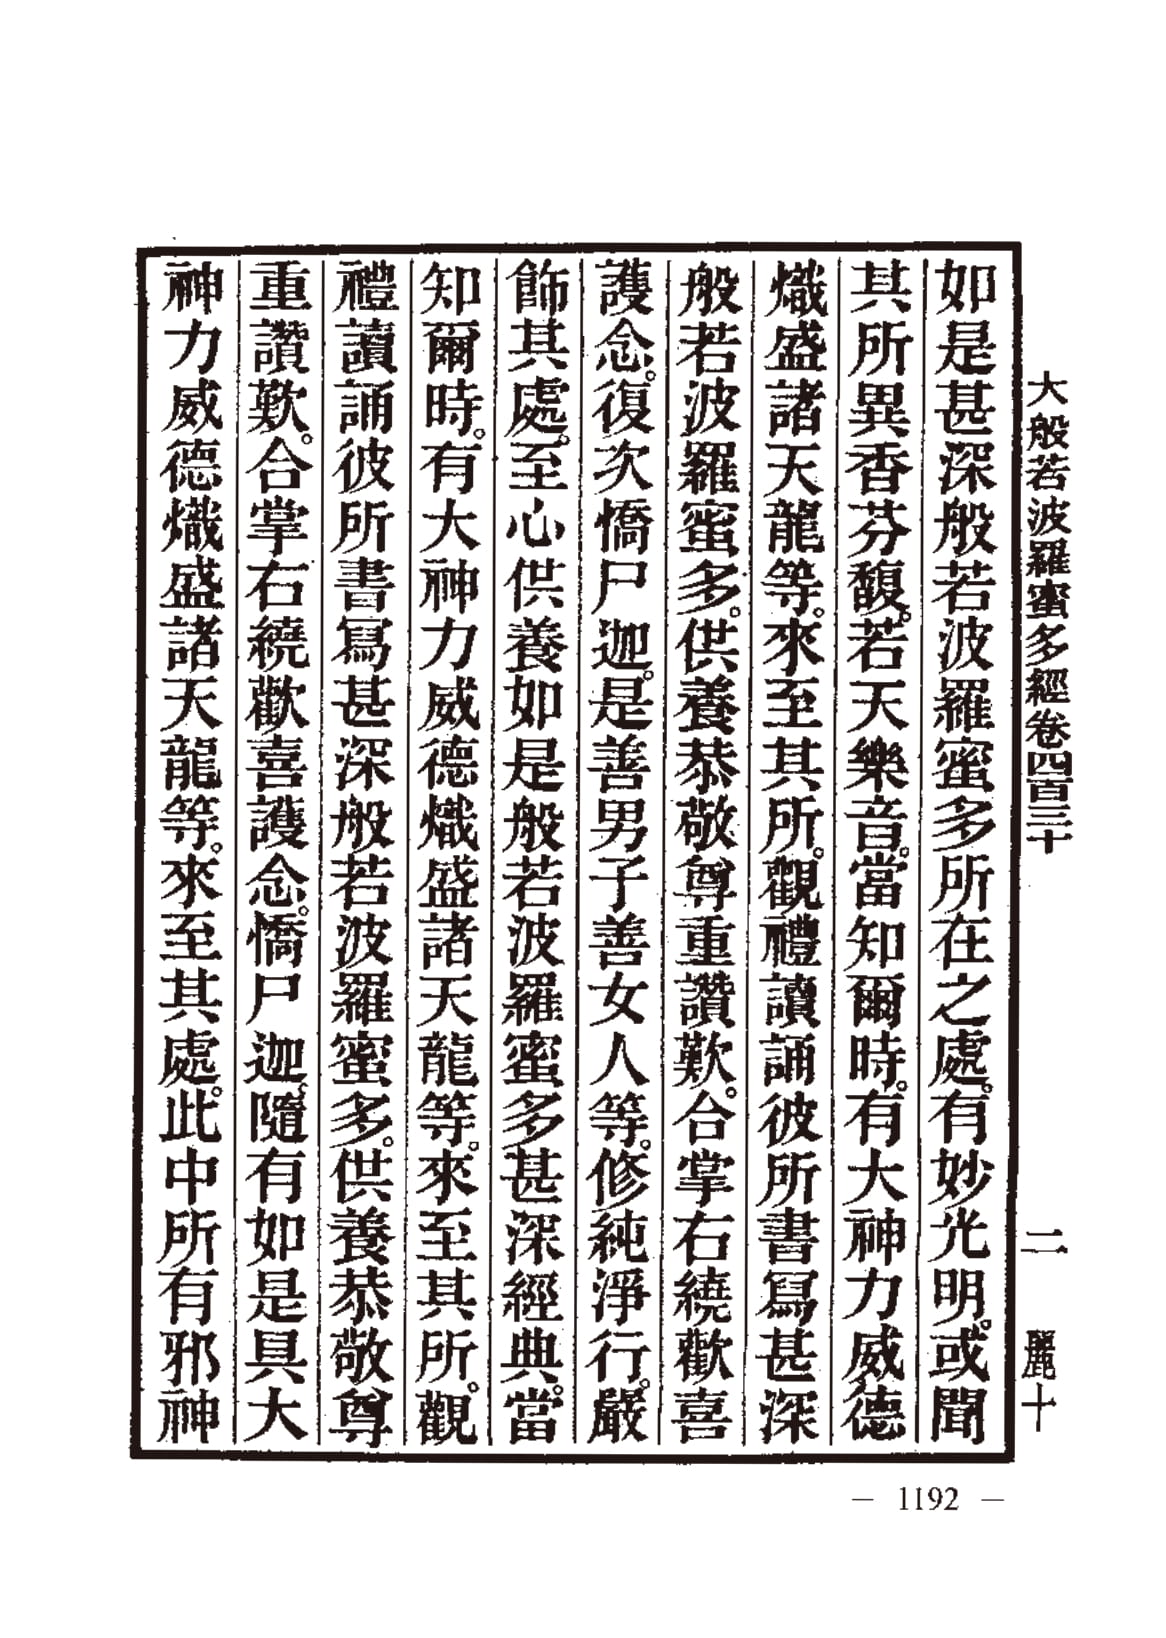 大般若波羅蜜多經卷四百三十　二　麗十
如是甚深般若波羅蜜多所在之處。有妙光明。或聞
其所異香芬馥。若天樂音。當知爾時。有大神力威德
熾盛諸天龍等。來至其所。觀禮讀誦彼所書寫甚深
般若波羅蜜多。供養恭敬尊重讚歎。合掌右繞歡喜
護念。復次憍尸迦。是善男子善女人等。修純淨行。嚴
飾其處。至心供養如是般若波羅蜜多甚深經典。當
知爾時。有大神力威德熾盛諸天龍等。來至其所。觀
禮讀誦彼所書寫甚深般若波羅蜜多。供養恭敬尊
重讚歎。合掌右繞歡喜護念。憍尸迦、隨有如是具大
神力威德熾盛諸天龍等。來至其處。此中所有邪神
— 1192 —